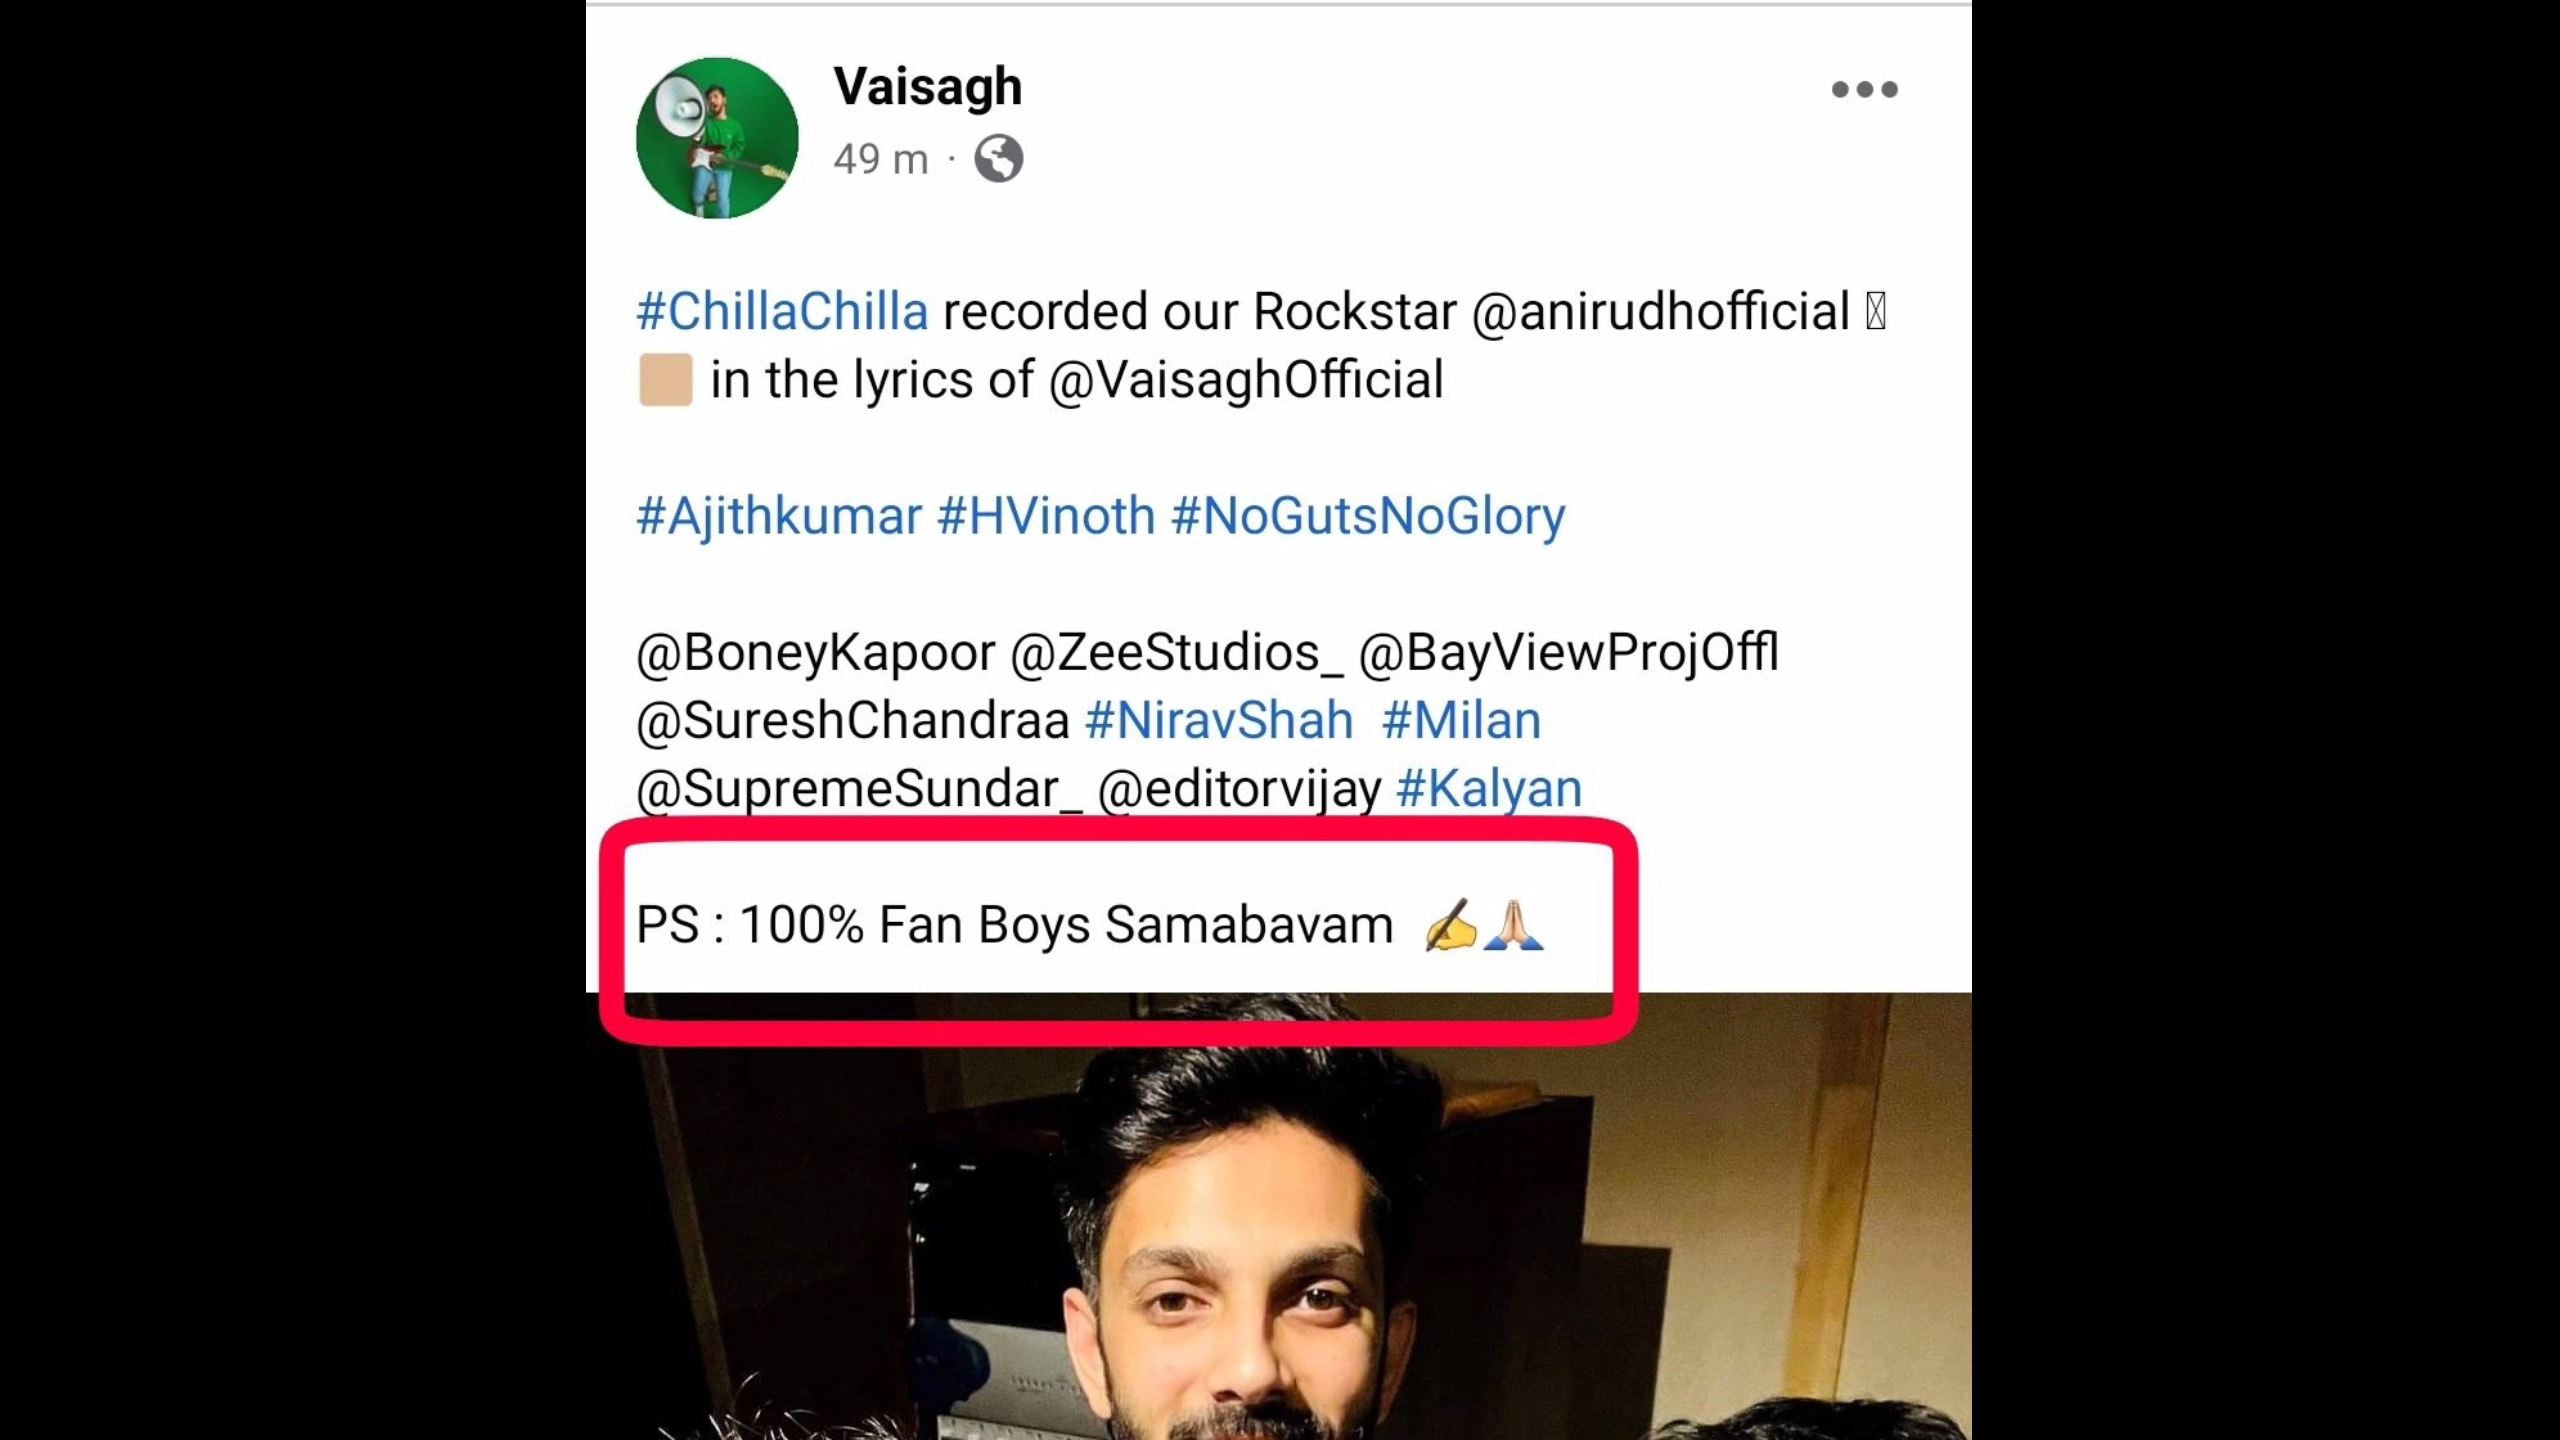 Vaisagh
49 m ·
#ChillaChilla recorded our Rockstar @anirudhofficial
in the lyrics of @VaisaghOfficial
#Ajithkumar #HVinoth #NoGutsNoGlory
@BoneyKapoor @ZeeStudios_ @BayViewProjOffl
@SureshChandraa #NiravShah #Milan
@SupremeSundar_ @editorvijay #Kalyan
PS : 100% Fan Boys Samabavam ✍️🙏🏼